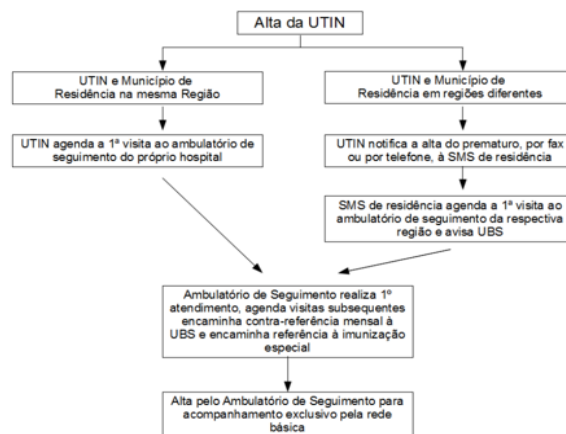 Alta da UTIN
UTIN e Município de
Residência na mesma Região
UTIN agenda a 1ª visita ao ambulatório de
seguimento do próprio hospital
UTIN e Município de
Residência em regiões diferentes
UTIN notifica a alta do prematuro, por fax
ou por telefone, à SMS de residência
SMS de residência agenda a 1ª visita ao
ambulatório de seguimento da respectiva
região e avisa UBS
Ambulatório de Seguimento realiza 1º
atendimento, agenda visitas subsequentes
encaminha contra-referência mensal à
UBS e encaminha referência à imunização
especial
Alta pelo Ambulatório de Seguimento para
acompanhamento exclusivo pela rede
básica